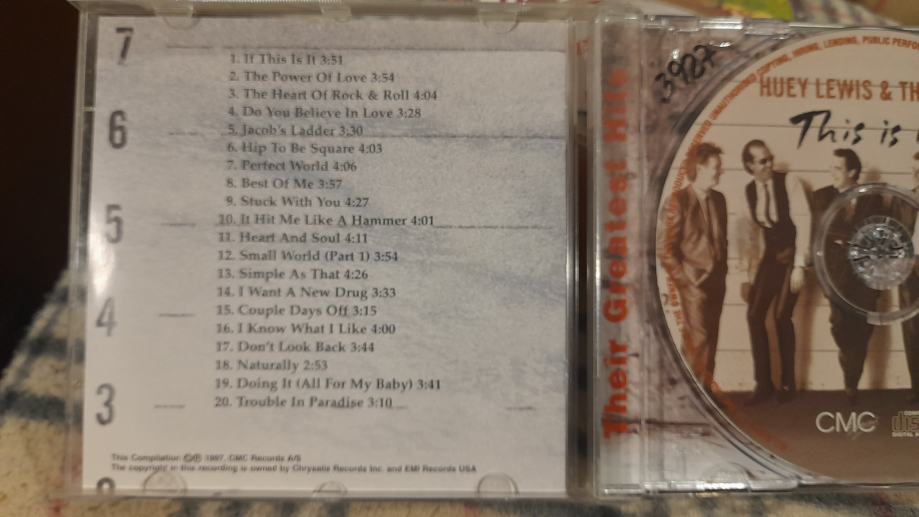 7
6
5
4
3
1. If This Is It 3:51
2. The Power Of Love 3:54
3. The Heart Of Rock & Roll 4:04
4. Do You Believe In Love 3:28
5. Jacob's Ladder 3:30
6. Hip To Be Square 4:03
7. Perfect World 4:06
8. Best Of Me 3:57
9. Stuck With You 4:27
10. It Hit Me Like A Hammer 4:01
11. Heart And Soul 4:11
12. Small World (Part 1) 3:54
13. Simple As That 4:26
14. I Want A New Drug 3:33
15. Couple Days Off 3:15
16. I Know What I Like 4:00
17. Don't Look Back 3:44
18. Naturally 2:53
19. Doing It (All For My Baby) 3:41
20. Trouble In Paradise 3:10
This Compilation ©℗ 1997. CMC Records A/S
The copyright in this recording is owned by Chrysalis Records Inc. and EMI Records USA
Their Greatest Hits
3927
UNAUTHORISED COPYING, HIRING, LENDING, PUBLIC
HUEY LEWIS & TH
This is
CMC
DIGITAL